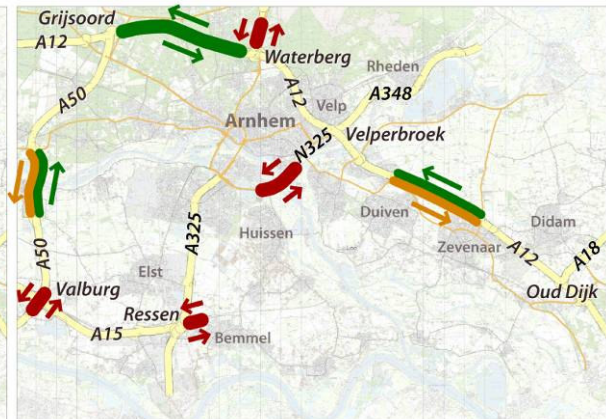 Grijsoord
A12
Waterberg
Rheden
A50
A12
Velp
A348
Arnhem
Velperbroek
N325
A325
Duiven
Didam
A50
Huissen
Zevenaar
A12
A18
Elst
Valburg
Ressen
Oud Dijk
A15
Bemmel